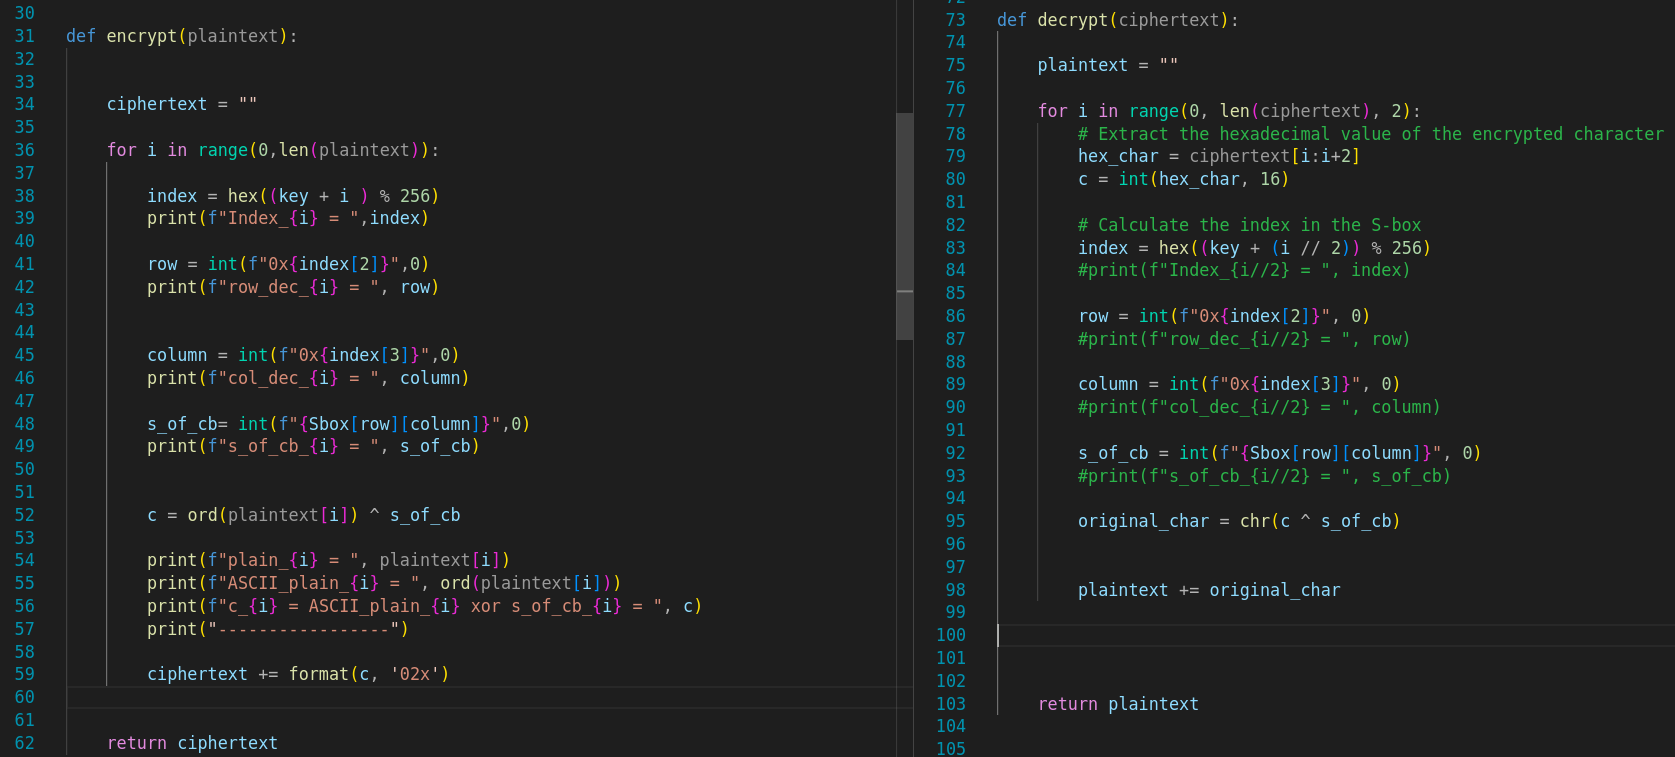 30
31 def encrypt(plaintext):
32
33
34     ciphertext = ""
35
36     for i in range(0,len(plaintext)):
37
38         index = hex((key + i ) % 256)
39         print(f"Index_{i} = ",index)
40
41         row = int(f"0x{index[2]}",0)
42         print(f"row_dec_{i} = ", row)
43
44
45         column = int(f"0x{index[3]}",0)
46         print(f"col_dec_{i} = ", column)
47
48         s_of_cb= int(f"{Sbox[row][column]}",0)
49         print(f"s_of_cb_{i} = ", s_of_cb)
50
51
52         c = ord(plaintext[i]) ^ s_of_cb
53
54         print(f"plain_{i} = ", plaintext[i])
55         print(f"ASCII_plain_{i} = ", ord(plaintext[i]))
56         print(f"c_{i} = ASCII_plain_{i} xor s_of_cb_{i} = ", c)
57         print("-----------------")
58
59         ciphertext += format(c, '02x')
60
61
62     return ciphertext
72
73 def decrypt(ciphertext):
74
75     plaintext = ""
76
77     for i in range(0, len(ciphertext), 2):
78         # Extract the hexadecimal value of the encrypted character
79         hex_char = ciphertext[i:i+2]
80         c = int(hex_char, 16)
81
82         # Calculate the index in the S-box
83         index = hex((key + (i // 2)) % 256)
84         #print(f"Index_{i//2} = ", index)
85
86         row = int(f"0x{index[2]}", 0)
87         #print(f"row_dec_{i//2} = ", row)
88
89         column = int(f"0x{index[3]}", 0)
90         #print(f"col_dec_{i//2} = ", column)
91
92         s_of_cb = int(f"{Sbox[row][column]}", 0)
93         #print(f"s_of_cb_{i//2} = ", s_of_cb)
94
95         original_char = chr(c ^ s_of_cb)
96
97
98         plaintext += original_char
99
100
101
102
103     return plaintext
104
105